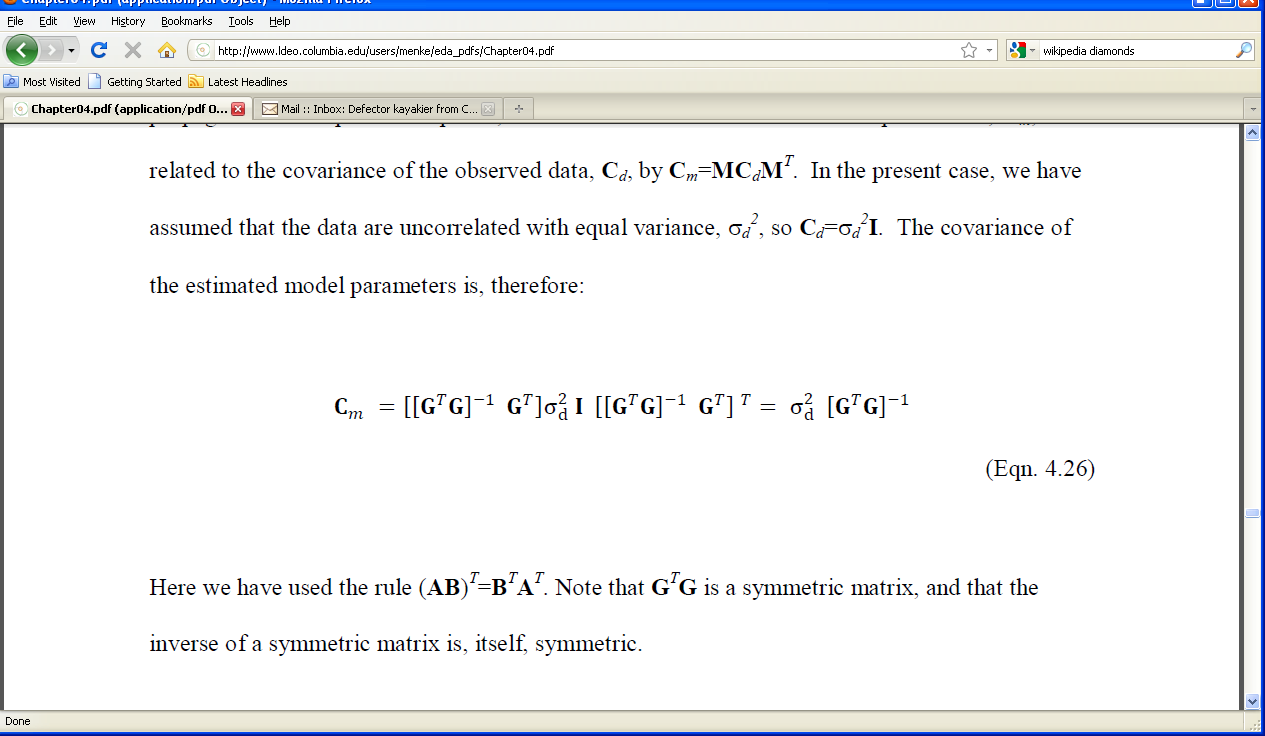 Chapter04.pdf (application/pdf Object) - Mozilla Firefox
File Edit View History Bookmarks Tools Help
http://www.ldeo.columbia.edu/users/menke/eda_pdfs/Chapter04.pdf wikipedia diamonds
Most Visited Getting Started Latest Headlines
Chapter04.pdf (application/pdf O... Mail :: Inbox: Defector kayakier from C...
related to the covariance of the observed data, C_d, by C_m=MC_dM^T. In the present case, we have
assumed that the data are uncorrelated with equal variance, σ_d^2, so C_d=σ_d^2I. The covariance of
the estimated model parameters is, therefore:
C_m = [[G^TG]^−1 G^T]σ_d^2 I [[G^TG]^−1 G^T]^T = σ_d^2 [G^TG]^−1
(Eqn. 4.26)
Here we have used the rule (AB)^T=B^TA^T. Note that G^TG is a symmetric matrix, and that the
inverse of a symmetric matrix is, itself, symmetric.
Done